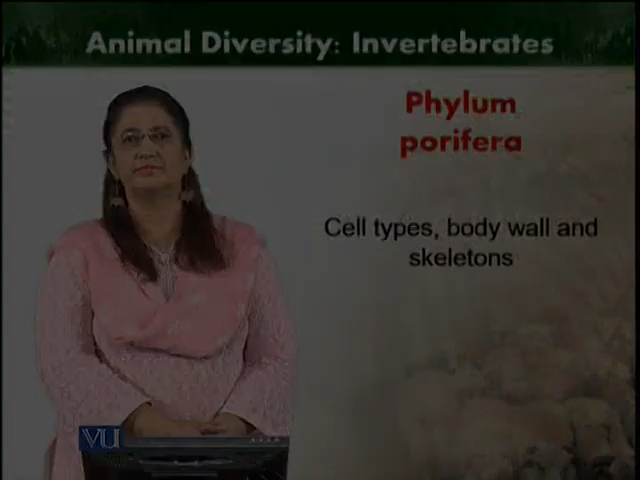 Animal Diversity: Invertebrates
Phylum
porifera
Cell types, body wall and
skeletons
VU